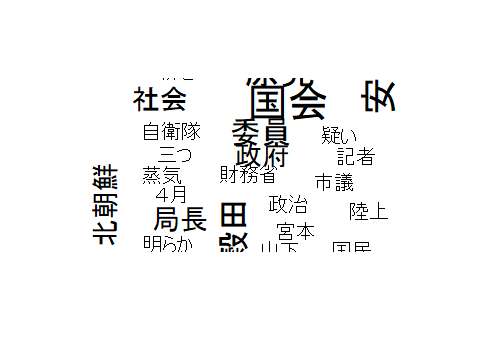 社会
国会
安
自衛隊
委員
疑い
三つ
政府
記者
蒸気
財務省
市議
北朝鮮
4月
政治
陸上
局長
宮本
明らか
山下
国民